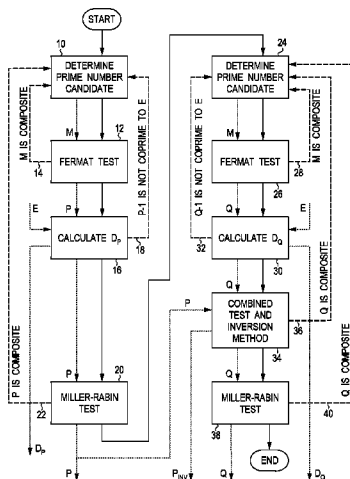 START
10
DETERMINE
PRIME NUMBER
CANDIDATE
24
DETERMINE
PRIME NUMBER
CANDIDATE
M
12
FERMAT TEST
14
M IS COMPOSITE
P-1 IS NOT COPRIME TO E
M
FERMAT TEST
26
28
M IS COMPOSITE
Q-1 IS NOT COPRIME TO E
E
P
CALCULATE DP
16
18
E
Q
CALCULATE DQ
30
32
P
Q
COMBINED
TEST AND
INVERSION
METHOD
34
36
Q IS COMPOSITE
P
20
MILLER-RABIN
TEST
22
P IS COMPOSITE
Q
MILLER-RABIN
TEST
38
40
Q IS COMPOSITE
END
DP
P
PINV
Q
DQ